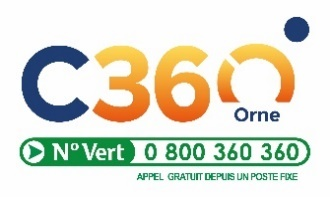 C360
Orne
N° Vert 0 800 360 360
APPEL GRATUIT DEPUIS UN POSTE FIXE